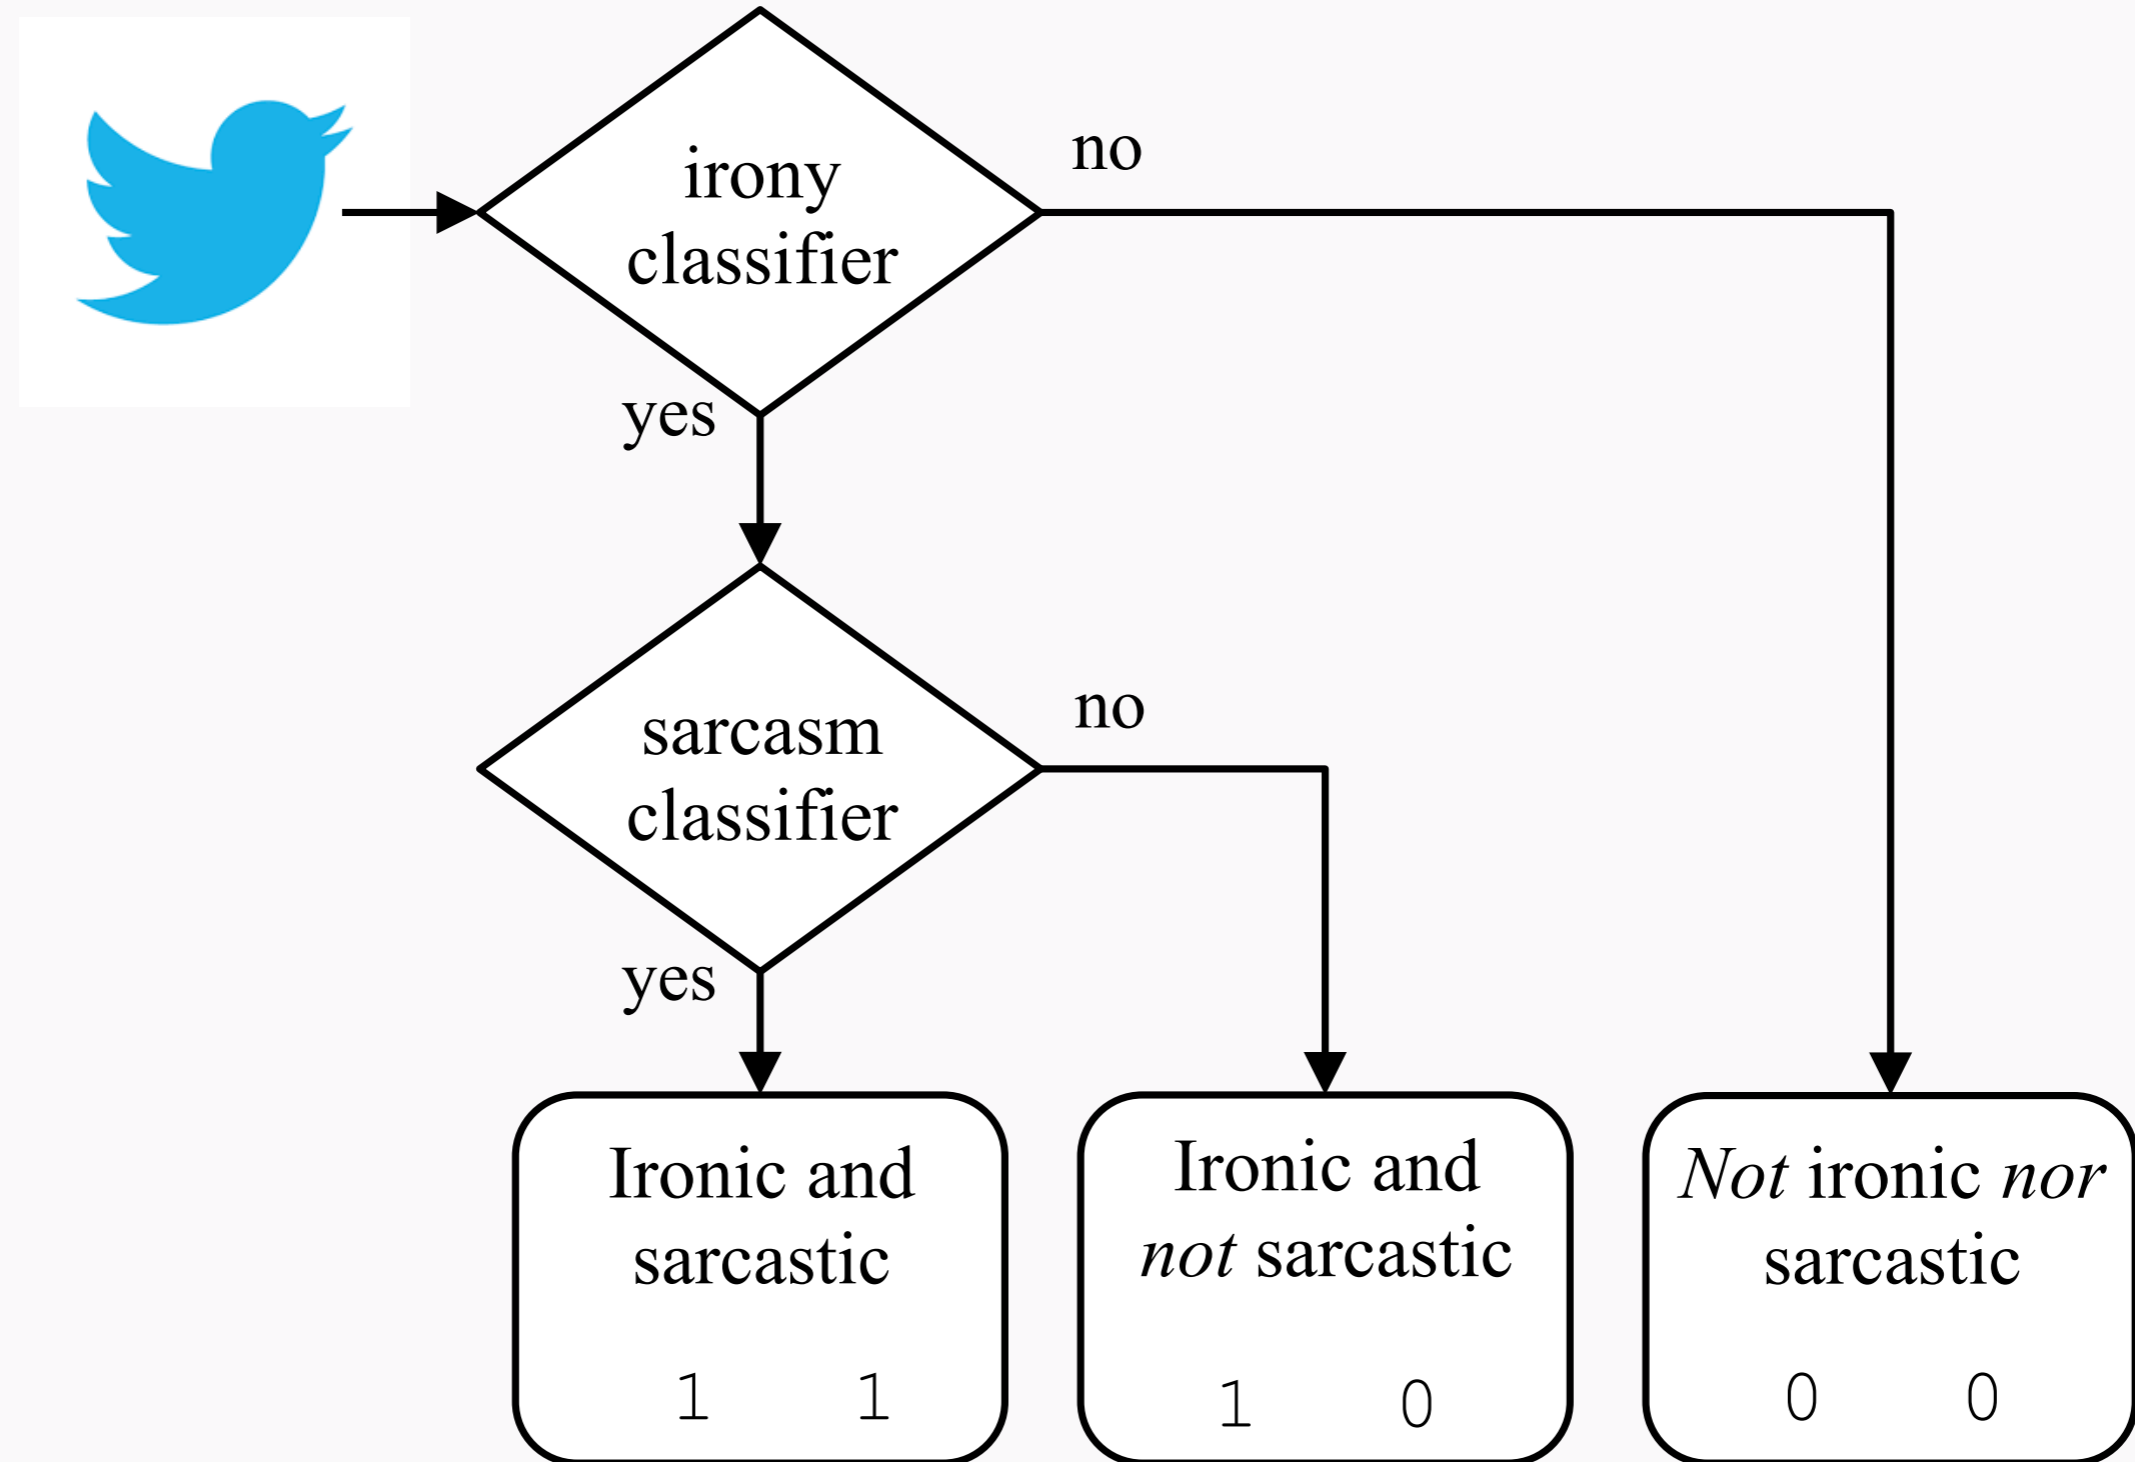 irony
classifier
no
yes
sarcasm
classifier
no
yes
Ironic and
sarcastic
1 1
Ironic and
not sarcastic
1 0
Not ironic nor
sarcastic
0 0